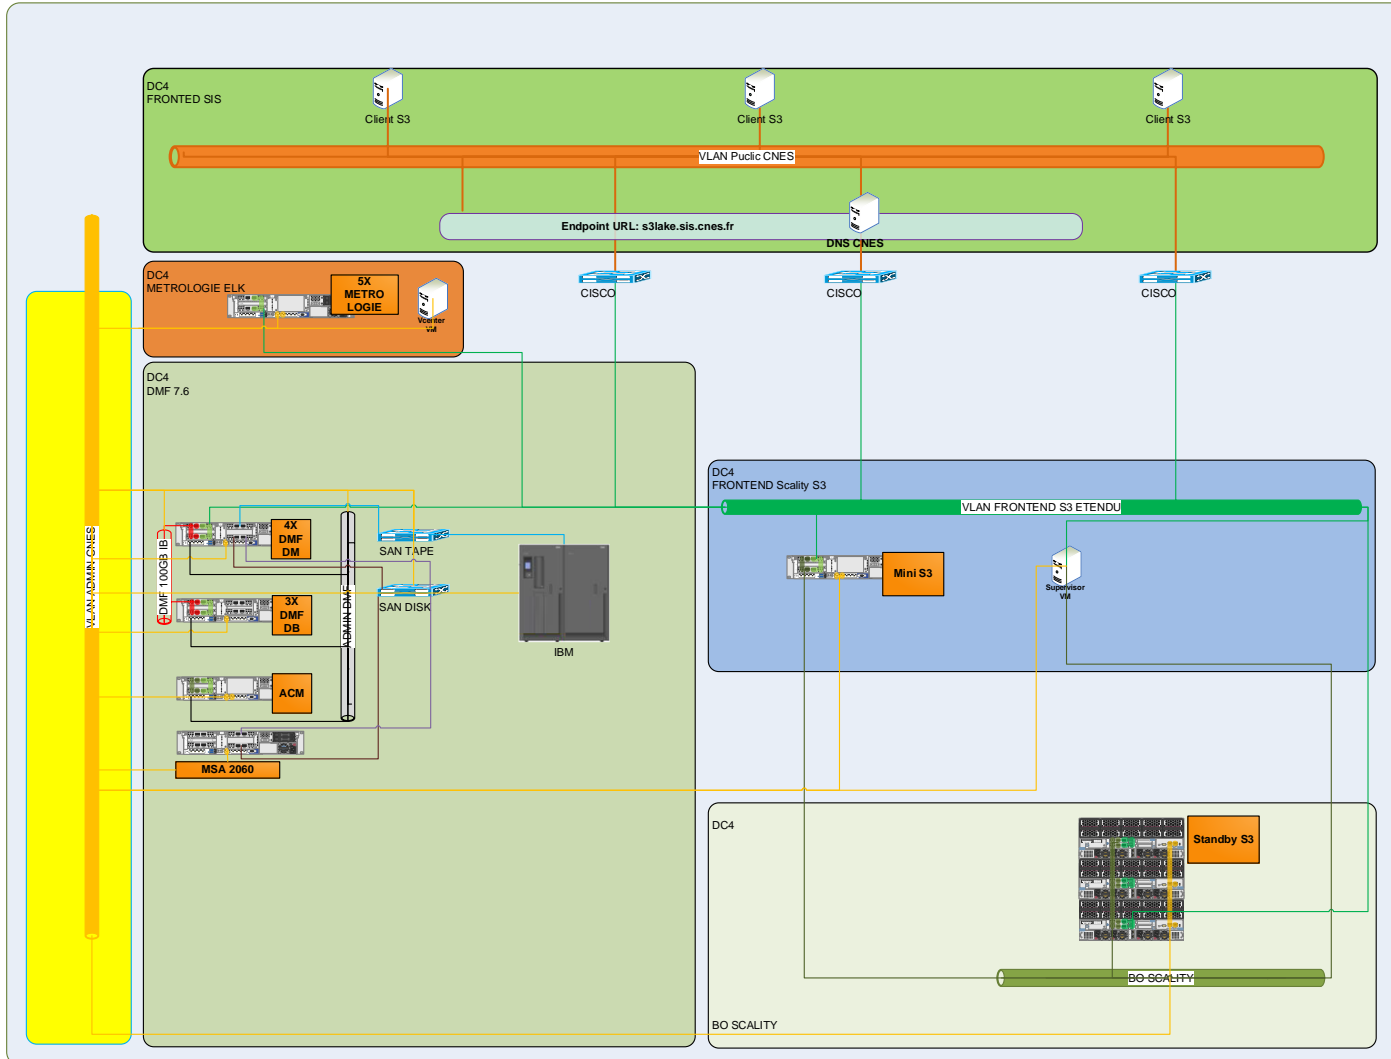 DC4
FRONTED SIS
Client S3
Client S3
Client S3
VLAN Puclic CNES
Endpoint URL: s3lake.sis.cnes.fr
DNS CNES
DC4
METROLOGIE ELK
5X
METRO
LOGIE
Vcenter
VM
CISCO
CISCO
CISCO
DC4
DMF 7.6
DC4
FRONTEND Scality S3
VLAN FRONTEND S3 ETENDU
4X
DMF
DM
SAN TAPE
Mini S3
Supervisor
VM
VLAN ADMIN CNES
DMF 100GB IB
ADMIN DMF
3X
DMF
DB
SAN DISK
IBM
ACM
MSA 2060
DC4
Standby S3
BO SCALITY
BO SCALITY